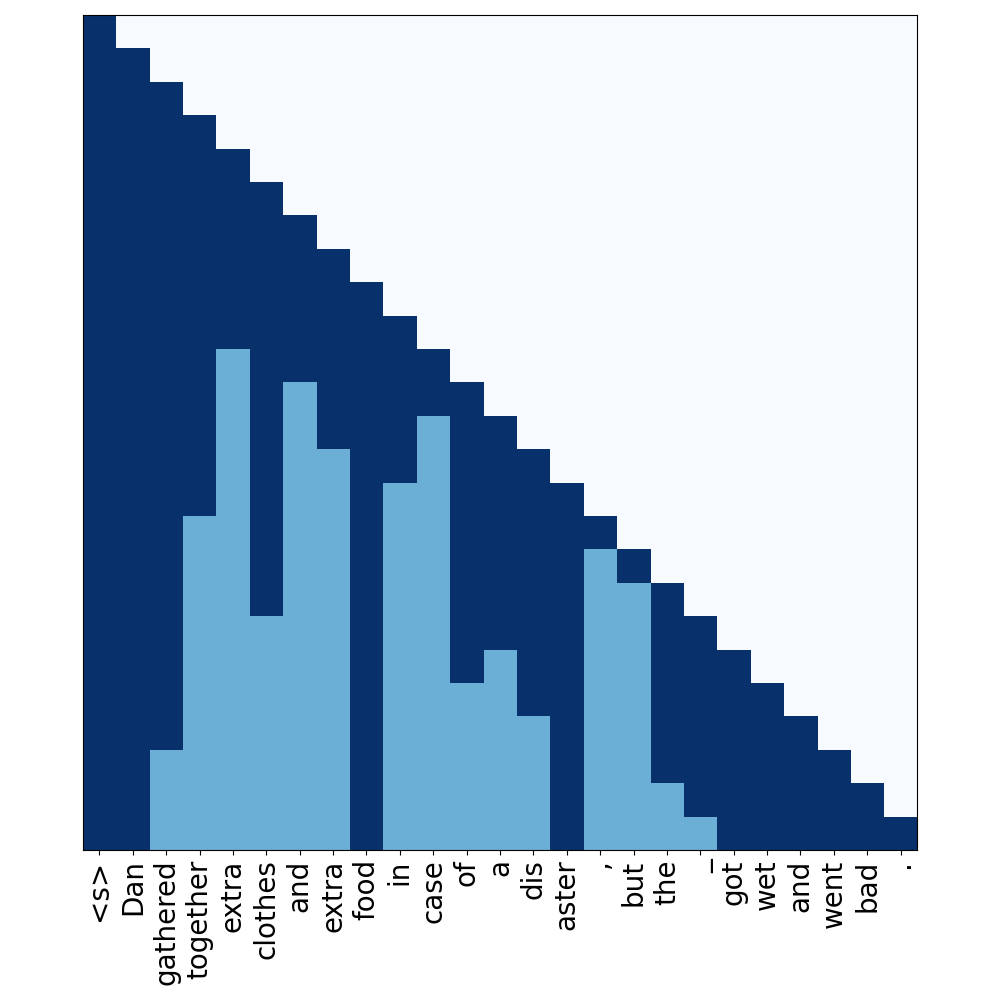 <s> Dan gathered together extra clothes and extra food in case of a dis aster , but the _ got wet and went bad .